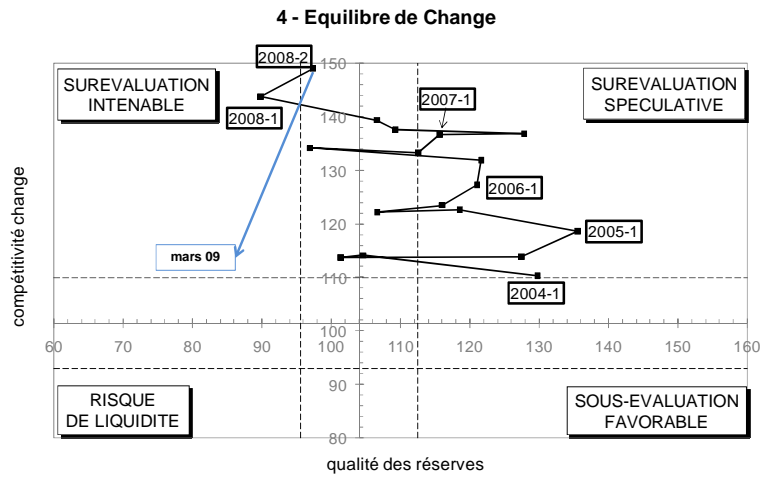 4 - Equilibre de Change
2008-2
150
SUREVALUATION
INTENABLE
2007-1
SUREVALUATION
SPECULATIVE
140
2008-1
130
2006-1
120
2005-1
mars 09
110
2004-1
compétitivité change
100
60 70 80 90 100 110 120 130 140 150 160
90
RISQUE
DE LIQUIDITE
SOUS-EVALUATION
FAVORABLE
80
qualité des réserves